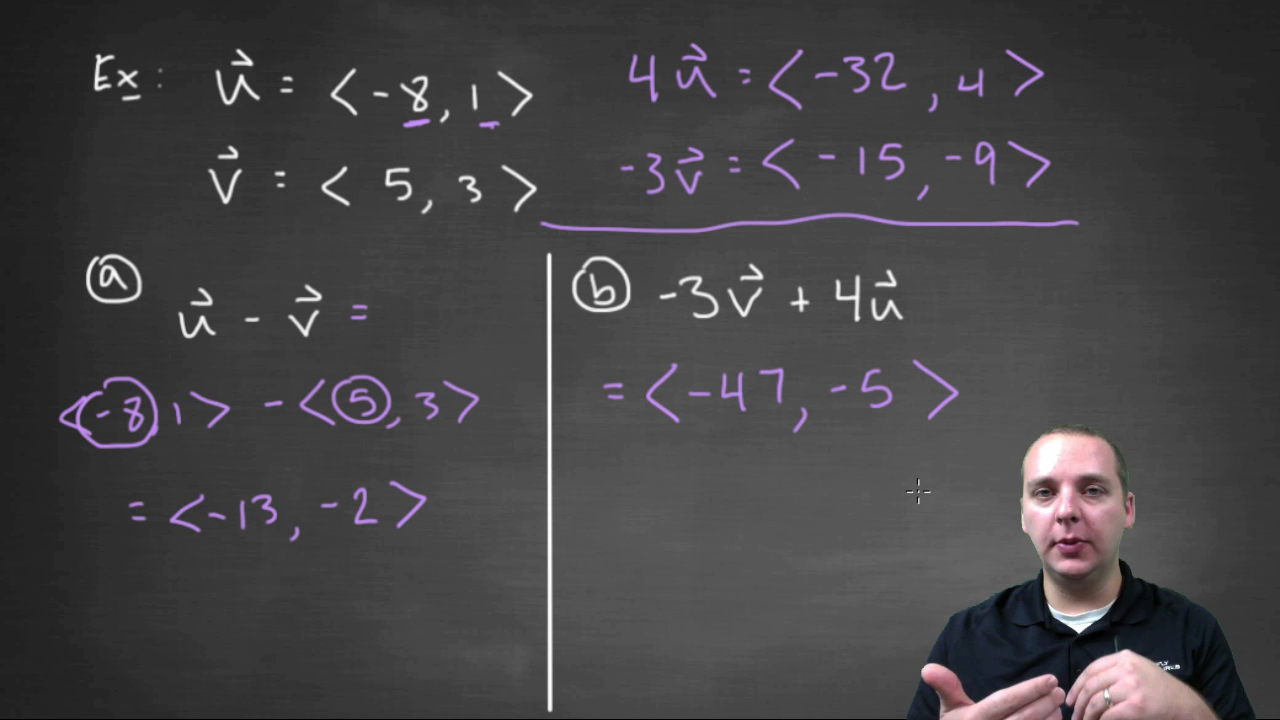 Ex: u⃗ = < -8, 1 >
v⃗ = < 5, 3 >
4u⃗ = < -32, 4 >
-3v⃗ = < -15, -9 >
(a) u⃗ - v⃗ =
<-8, 1> - <5, 3>
= <-13, -2>
(b) -3v⃗ + 4u⃗
= < -47, -5 >